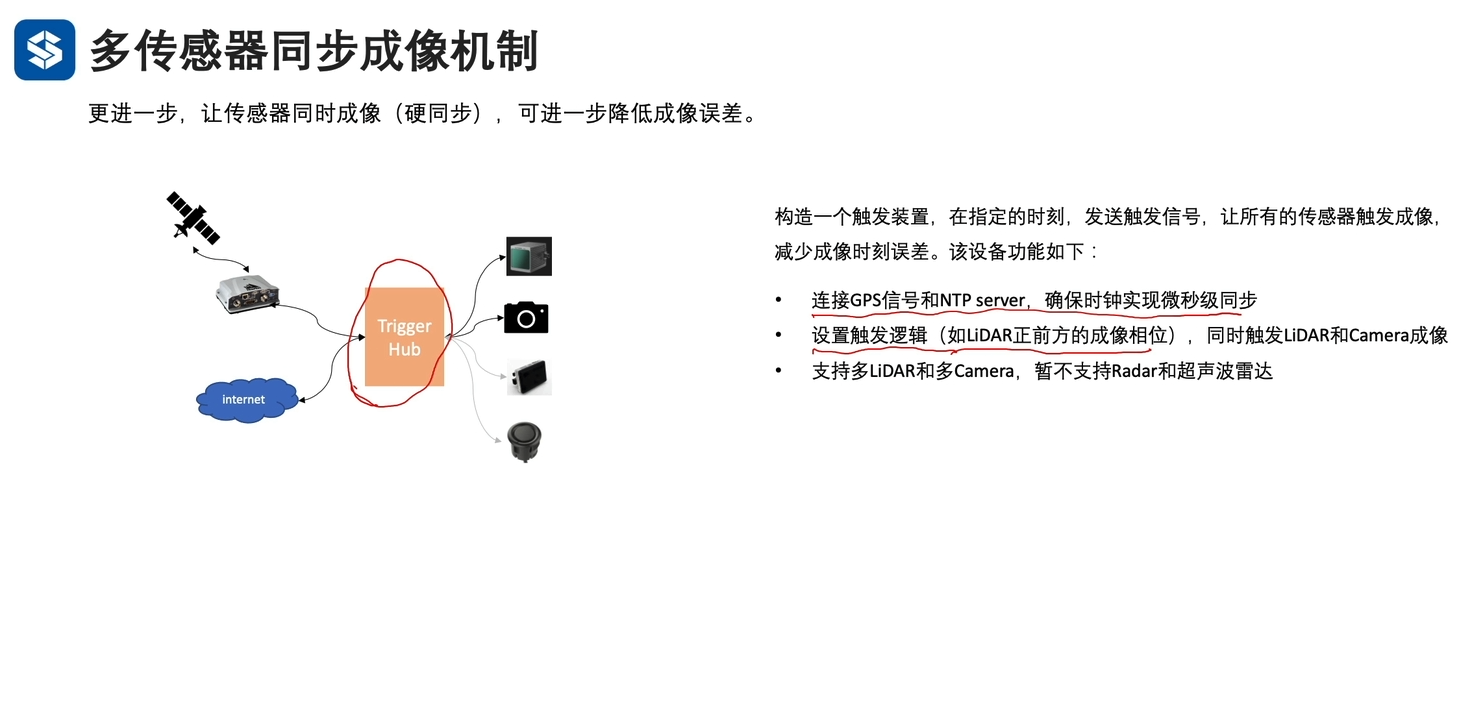 多传感器同步成像机制
更进一步，让传感器同时成像（硬同步），可进一步降低成像误差。
Trigger
Hub
internet
构造一个触发装置，在指定的时刻，发送触发信号，让所有的传感器触发成像，
减少成像时刻误差。该设备功能如下：
• 连接GPS信号和NTP server，确保时钟实现微秒级同步
• 设置触发逻辑（如LiDAR正前方的成像相位），同时触发LiDAR和Camera成像
• 支持多LiDAR和多Camera，暂不支持Radar和超声波雷达